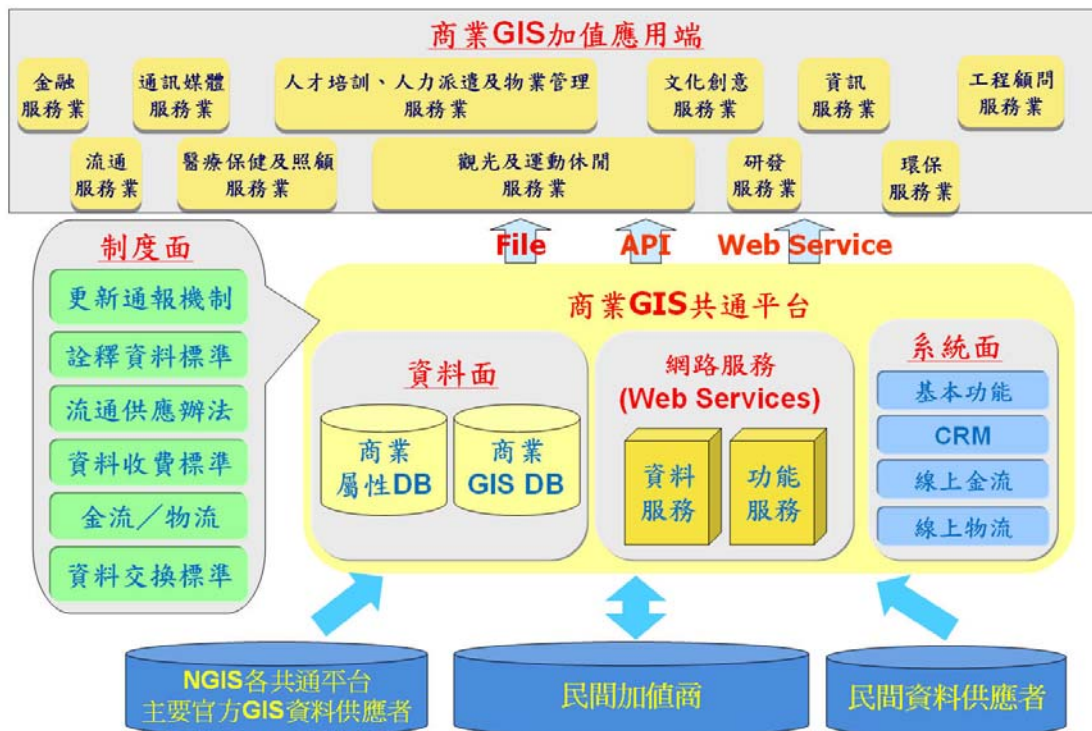 商業GIS加值應用端
金融
服務業
通訊媒體
服務業
人才培訓、人力派遣及物業管理
服務業
文化創意
服務業
資訊
服務業
工程顧問
服務業
流通
服務業
醫療保健及照顧
服務業
觀光及運動休閒
服務業
研發
服務業
環保
服務業
File
API
Web Service
制度面
更新通報機制
詮釋資料標準
流通供應辦法
資料收費標準
金流／物流
資料交換標準
商業GIS共通平台
資料面
商業
屬性DB
商業
GIS DB
網路服務
(Web Services)
資料
服務
功能
服務
系統面
基本功能
CRM
線上金流
線上物流
NGIS各共通平台
主要官方GIS資料供應者
民間加值商
民間資料供應者